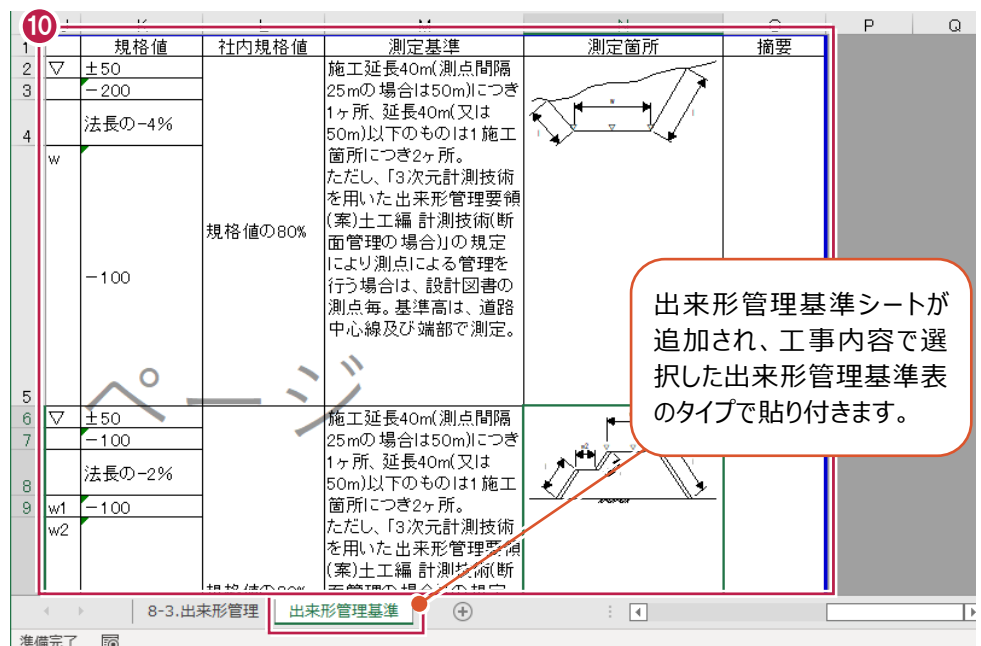 10
K
M
N
P
Q
1
規格値
社内規格値
測定基準
測定箇所
摘要
2
▽
±50
3
-200
4
法長の-4%
5
w
-100
規格値の80%
施工延長40m(測点間隔
25mの場合は50m)につき
1ヶ所、延長40m(又は
50m)以下のものは1施工
箇所につき2ヶ所。
ただし、「3次元計測技術
を用いた出来形管理要領
(案)土工編 計測技術(断
面管理の場合)」の規定
により測点による管理を
行う場合は、設計図書の
測点毎。基準高は、道路
中心線及び端部で測定。
ページ
6
▽
±50
7
-100
8
法長の-2%
9
w1
-100
w2
施工延長40m(測点間隔
25mの場合は50m)につき
1ヶ所、延長40m(又は
50m)以下のものは1施工
箇所につき2ヶ所。
ただし、「3次元計測技術
を用いた出来形管理要領
(案)土工編 計測技術(断
出来形管理基準シートが
追加され、工事内容で選
択した出来形管理基準表
のタイプで貼り付きます。
8-3.出来形管理
出来形管理基準
準備完了